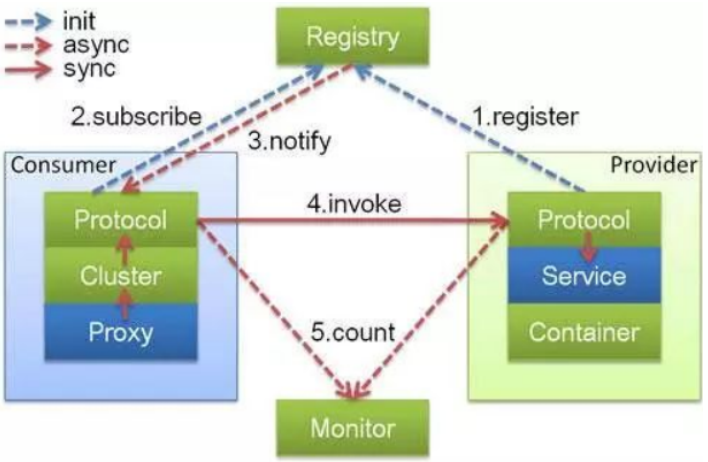 init
async
sync
Registry
2.subscribe
3.notify
1.register
Consumer
Provider
Protocol
4.invoke
Protocol
Cluster
Service
Proxy
5.count
Container
Monitor